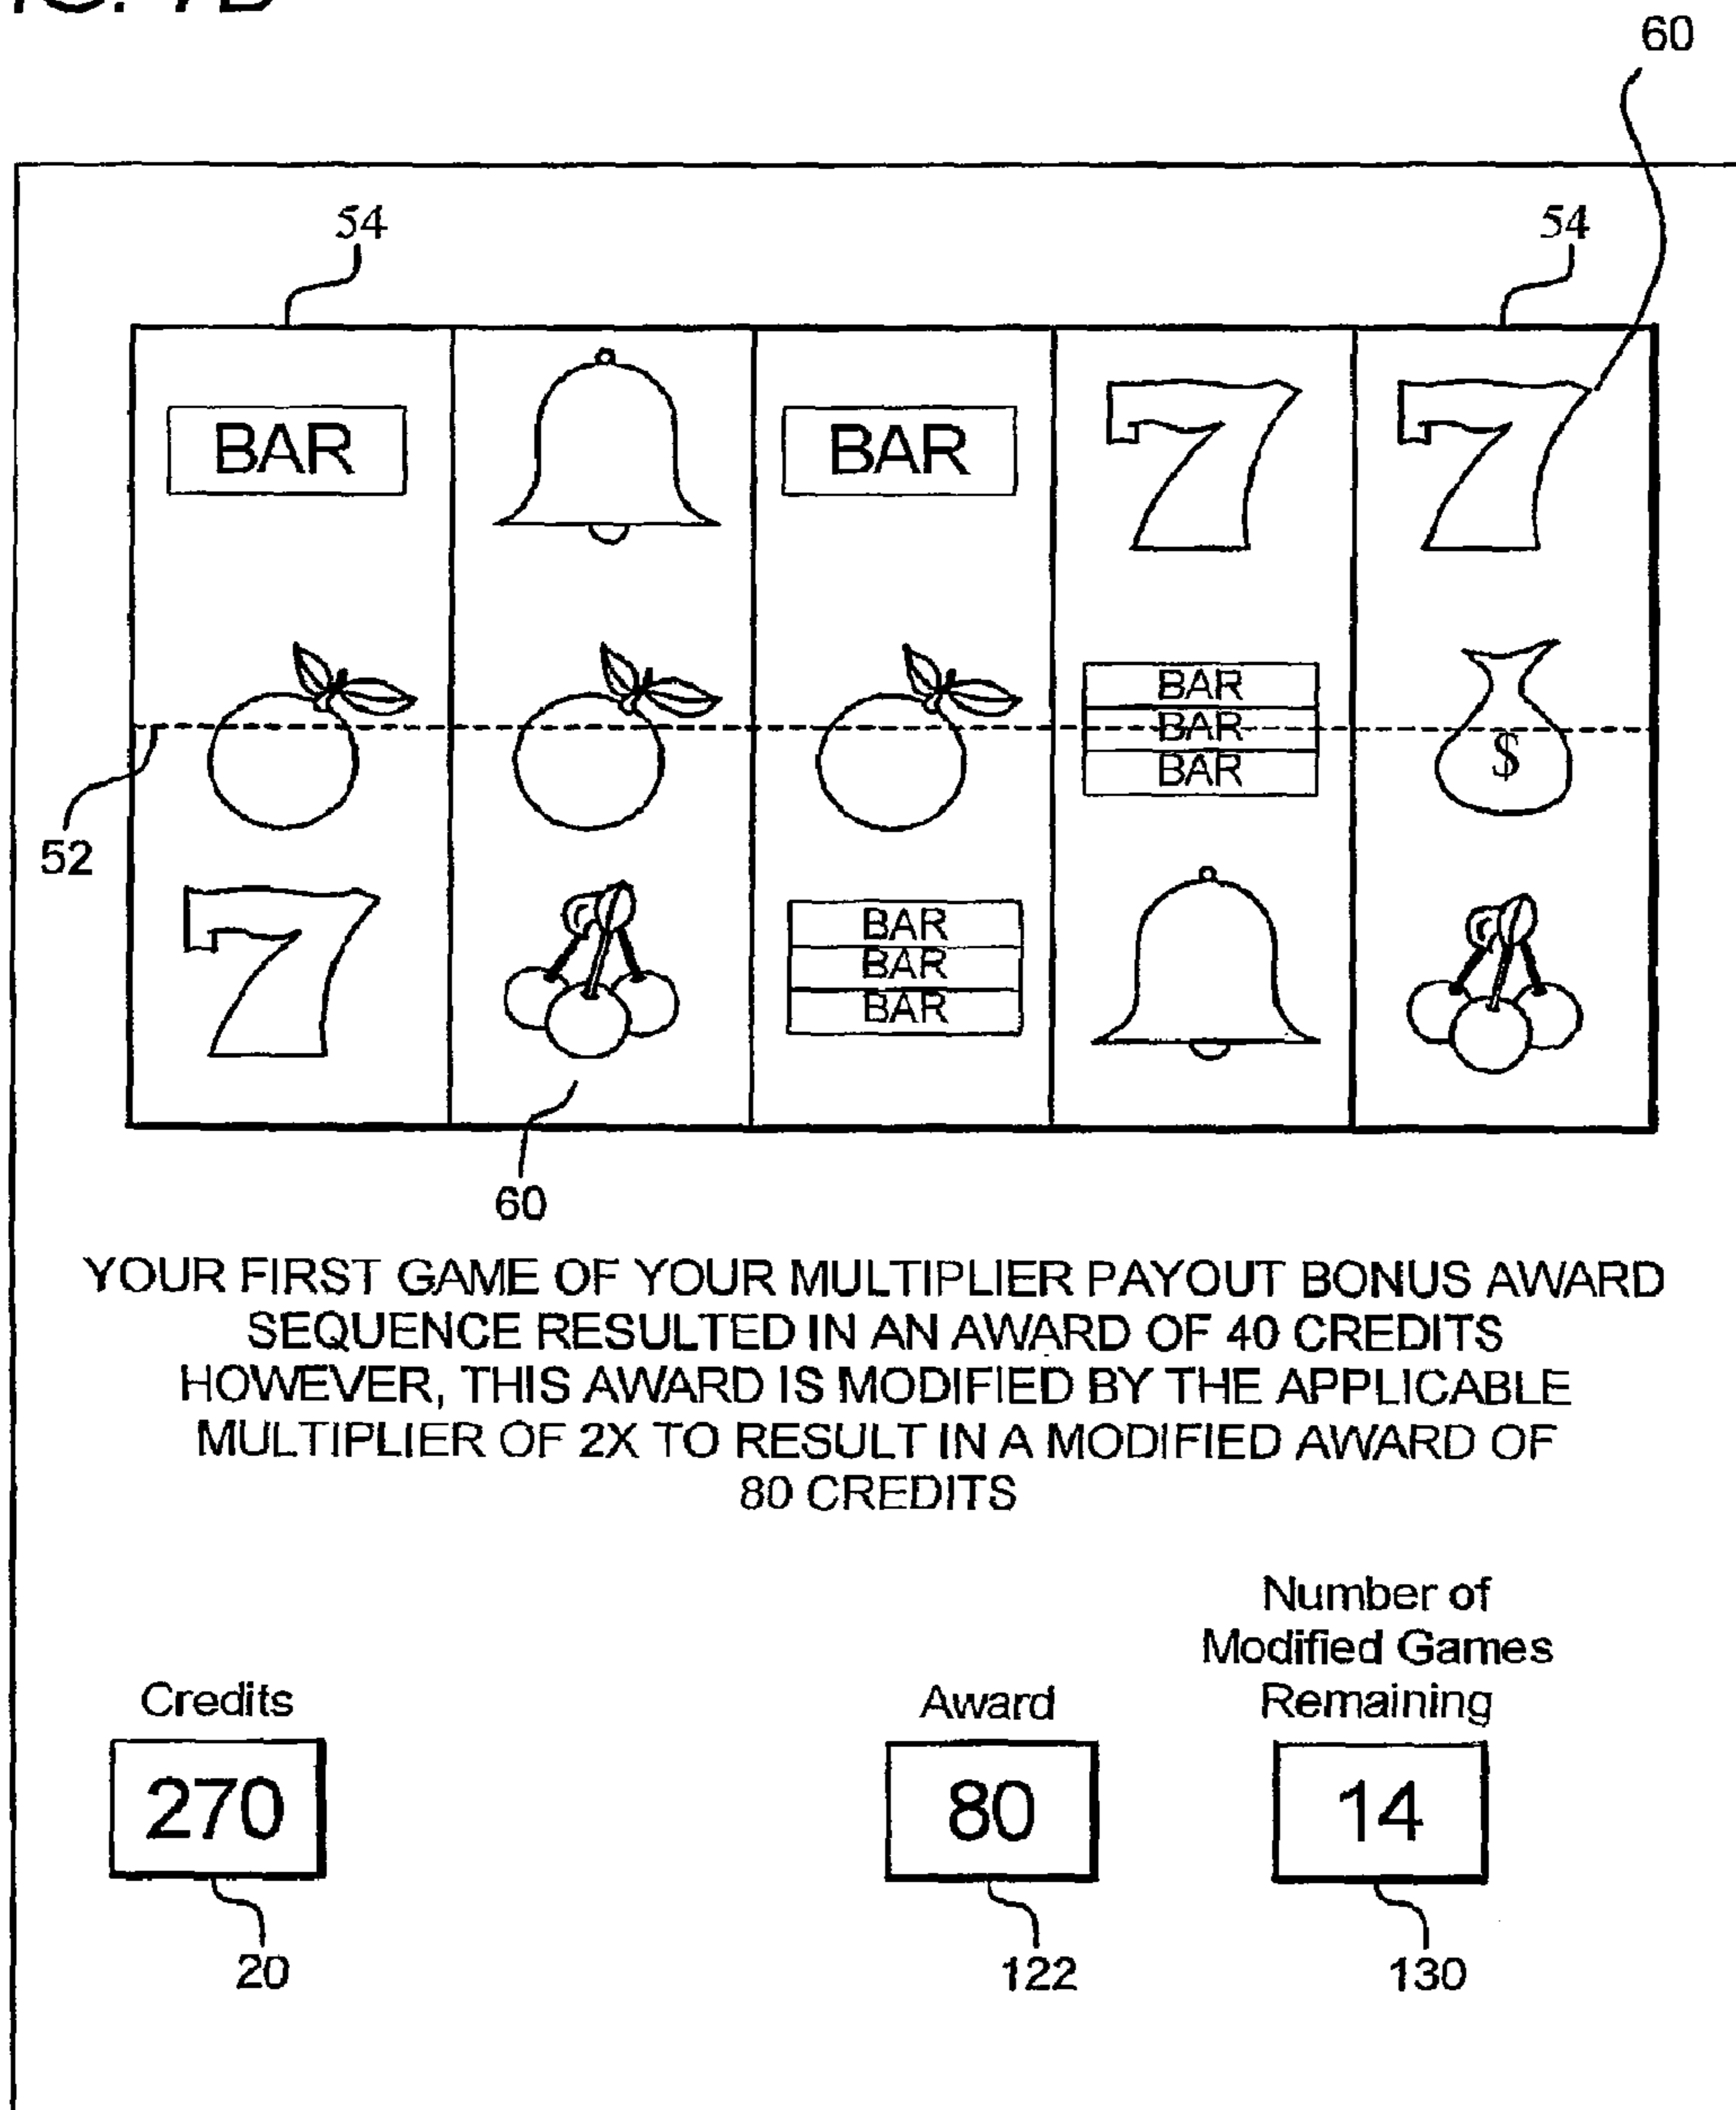 60
54 54
BAR BAR 7 7
BAR
BAR
BAR
$
52
7
BAR
BAR
BAR
60
YOUR FIRST GAME OF YOUR MULTIPLIER PAYOUT BONUS AWARD
SEQUENCE RESULTED IN AN AWARD OF 40 CREDITS
HOWEVER, THIS AWARD IS MODIFIED BY THE APPLICABLE
MULTIPLIER OF 2X TO RESULT IN A MODIFIED AWARD OF
80 CREDITS
Number of
Modified Games
Credits Award Remaining
270 80 14
20 122 130